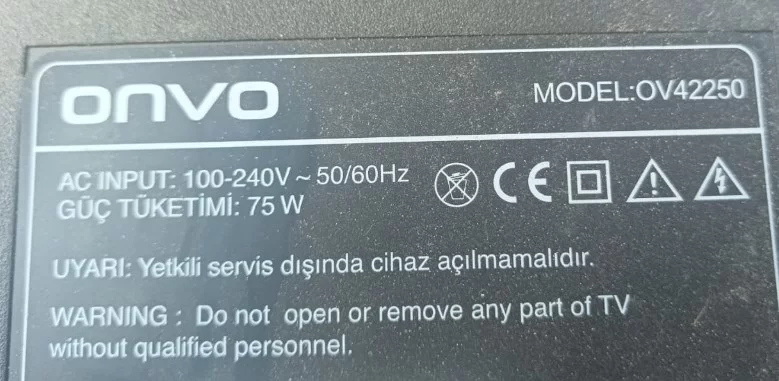 onvo
MODEL:OV42250
AC INPUT: 100-240V ~ 50/60Hz
GÜÇ TÜKETİMİ: 75 W
CE
UYARI: Yetkili servis dışında cihaz açılmamalıdır.
WARNING : Do not open or remove any part of TV
without qualified personnel.